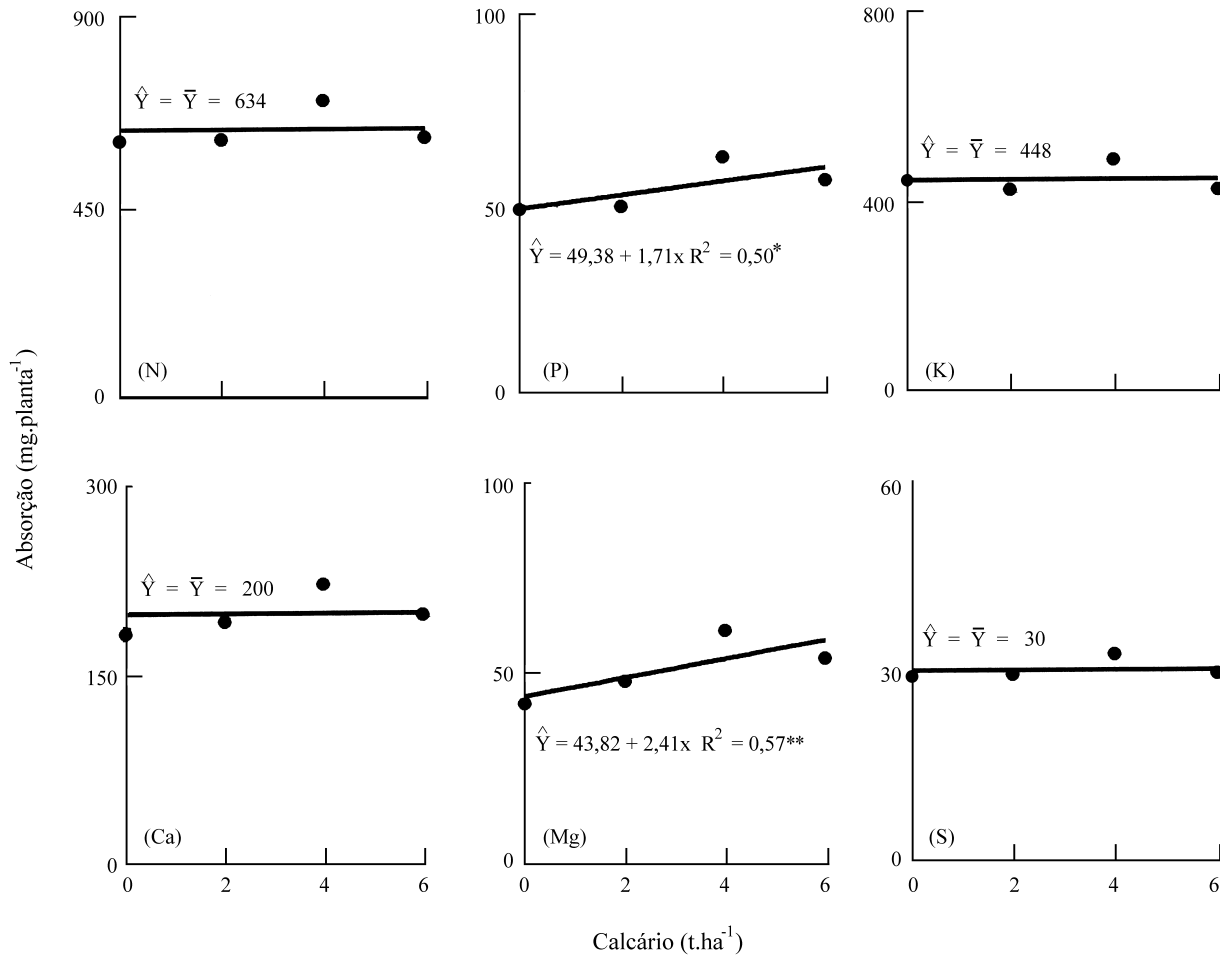 Absorção (mg.planta⁻¹)
900
450
0
Ŷ = Ȳ = 634
(N)
100
50
0
Ŷ = 49,38 + 1,71x R² = 0,50*
(P)
800
400
0
Ŷ = Ȳ = 448
(K)
300
150
0
Ŷ = Ȳ = 200
(Ca)
0 2 4 6
100
50
0
Ŷ = 43,82 + 2,41x R² = 0,57**
(Mg)
0 2 4 6
60
30
0
Ŷ = Ȳ = 30
(S)
0 2 4 6
Calcário (t.ha⁻¹)